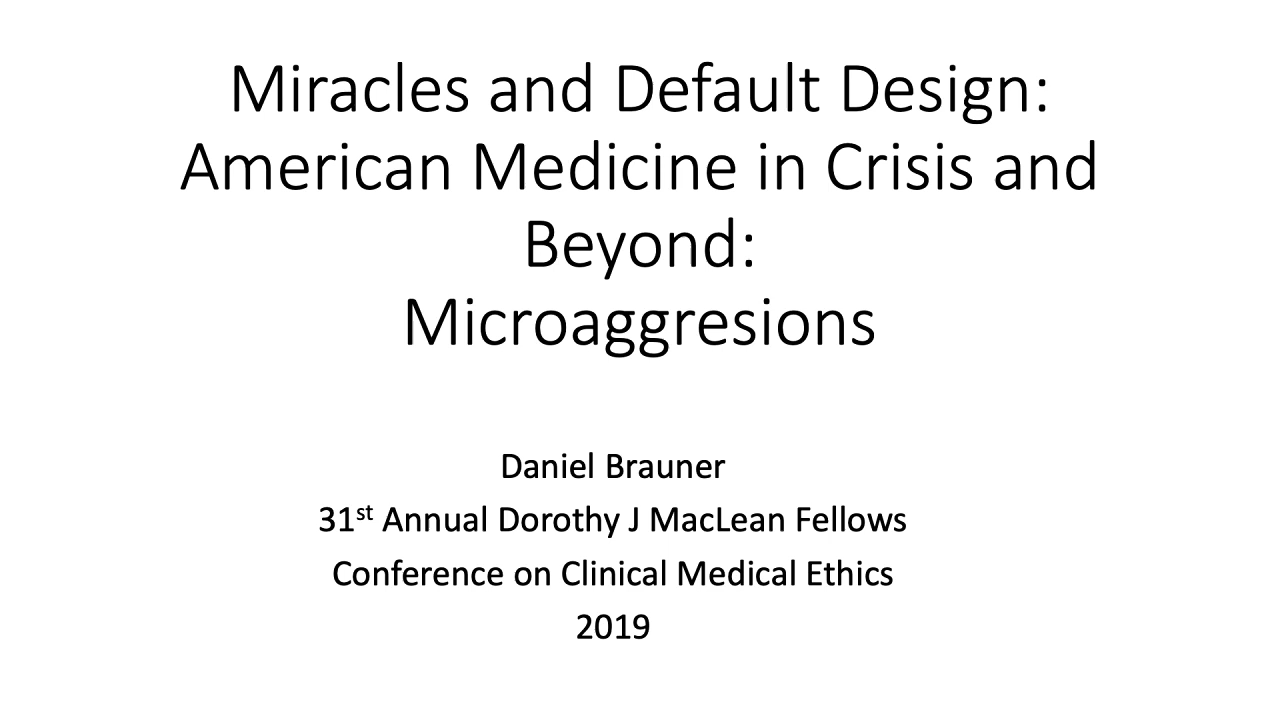 Miracles and Default Design:
American Medicine in Crisis and
Beyond:
Microaggresions
Daniel Brauner
31st Annual Dorothy J MacLean Fellows
Conference on Clinical Medical Ethics
2019